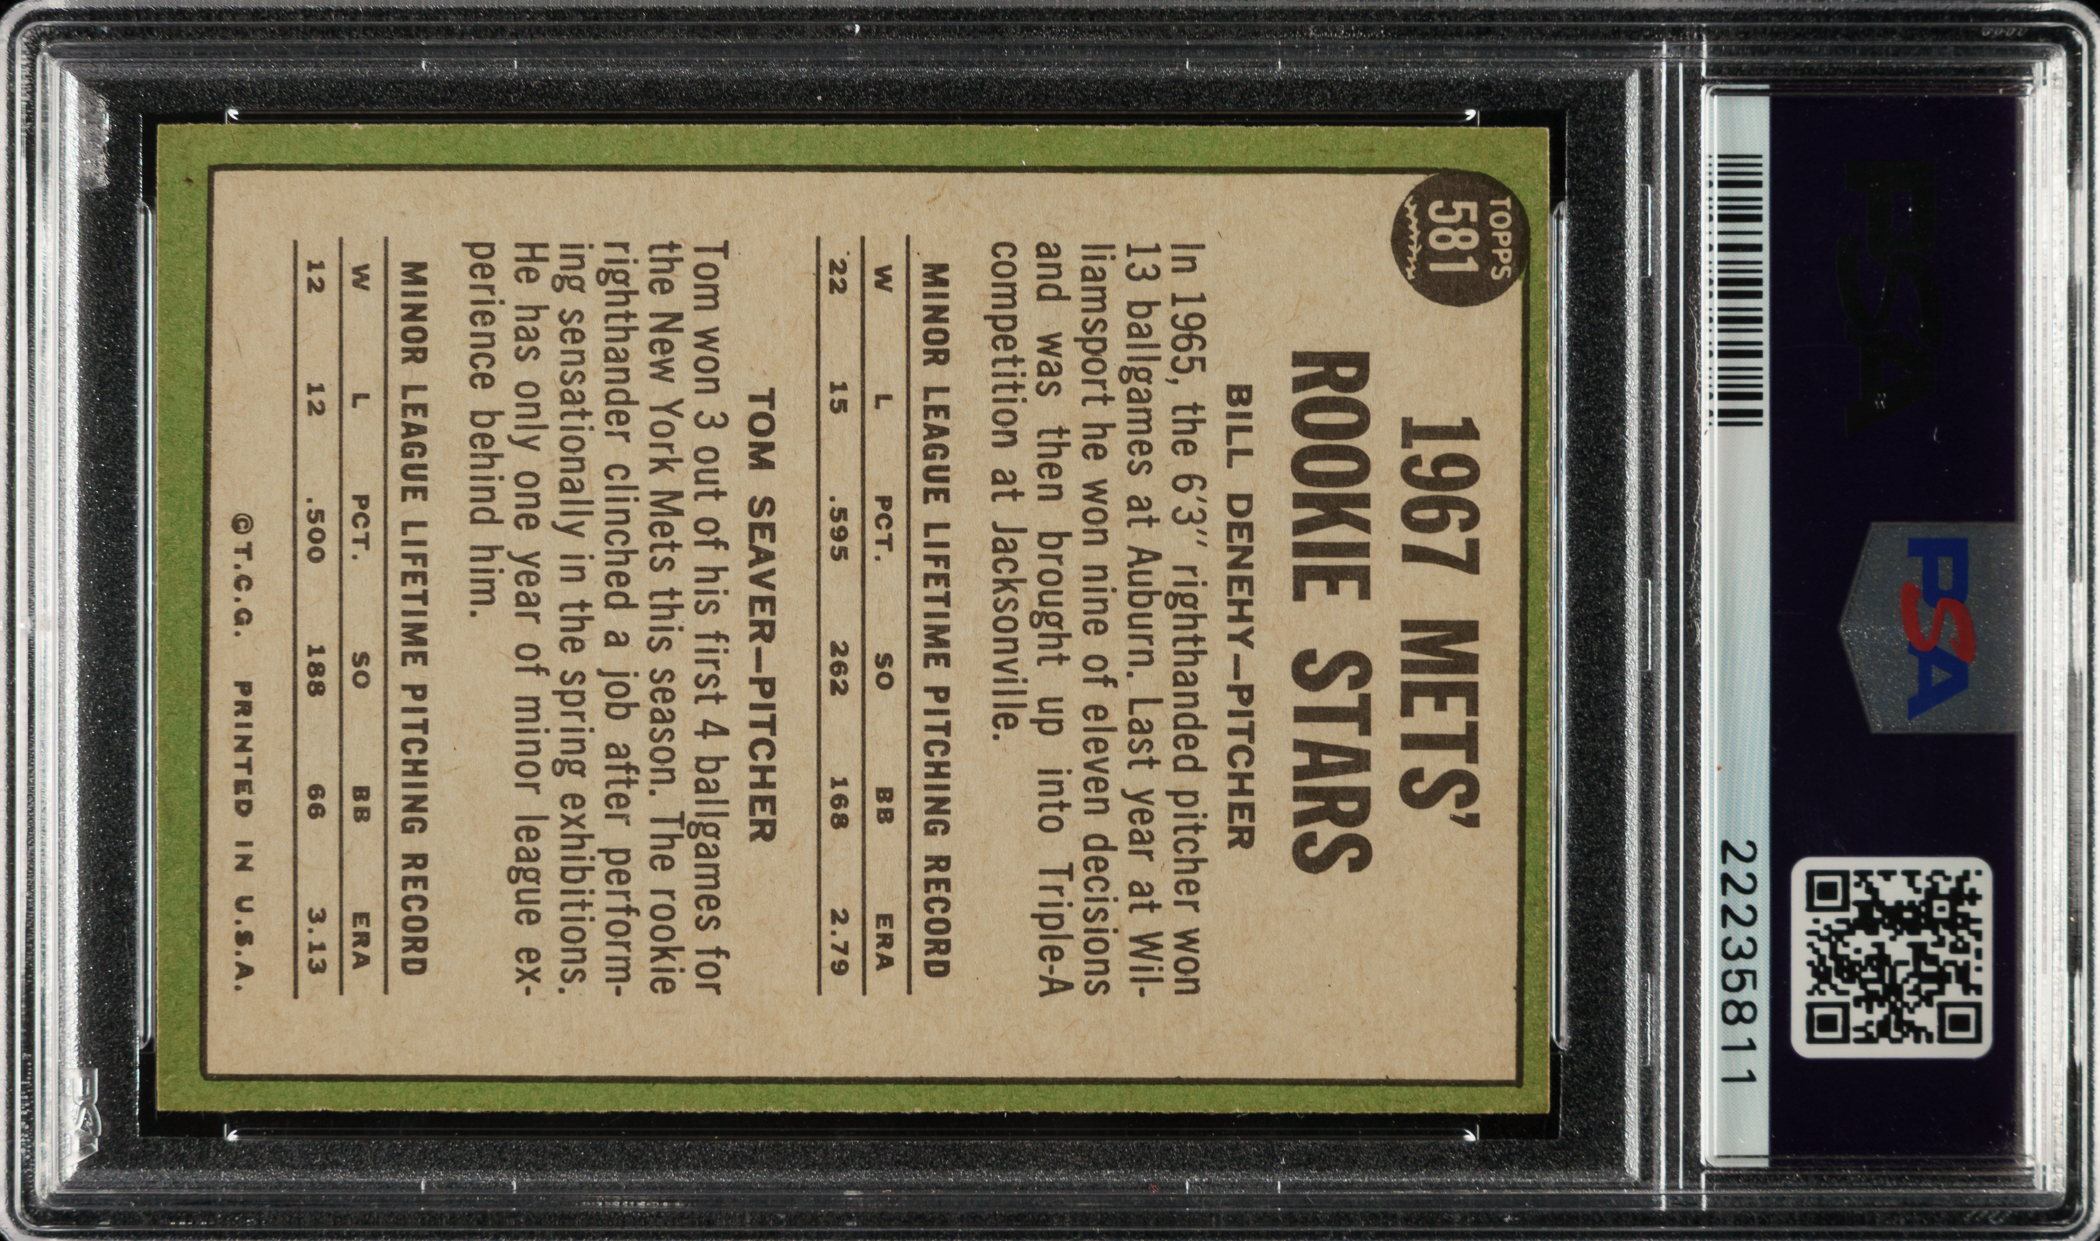 PSA
22235811
TOPPS
581
1967 METS'
ROOKIE STARS
BILL DENEHY—PITCHER
In 1965, the 6'3" righthanded pitcher won
13 ballgames at Auburn. Last year at Wil-
liamsport he won nine of eleven decisions
and was then brought up into Triple-A
competition at Jacksonville.
MINOR LEAGUE LIFETIME PITCHING RECORD
W L PCT. SO BB ERA
22 15 .595 262 168 2.79
TOM SEAVER—PITCHER
Tom won 3 out of his first 4 ballgames for
the New York Mets this season. The rookie
righthander clinched a job after perform-
ing sensationally in the spring exhibitions.
He has only one year of minor league ex-
perience behind him.
MINOR LEAGUE LIFETIME PITCHING RECORD
W L PCT. SO BB ERA
12 12 .500 188 66 3.13
©T.C.G. PRINTED IN U.S.A.